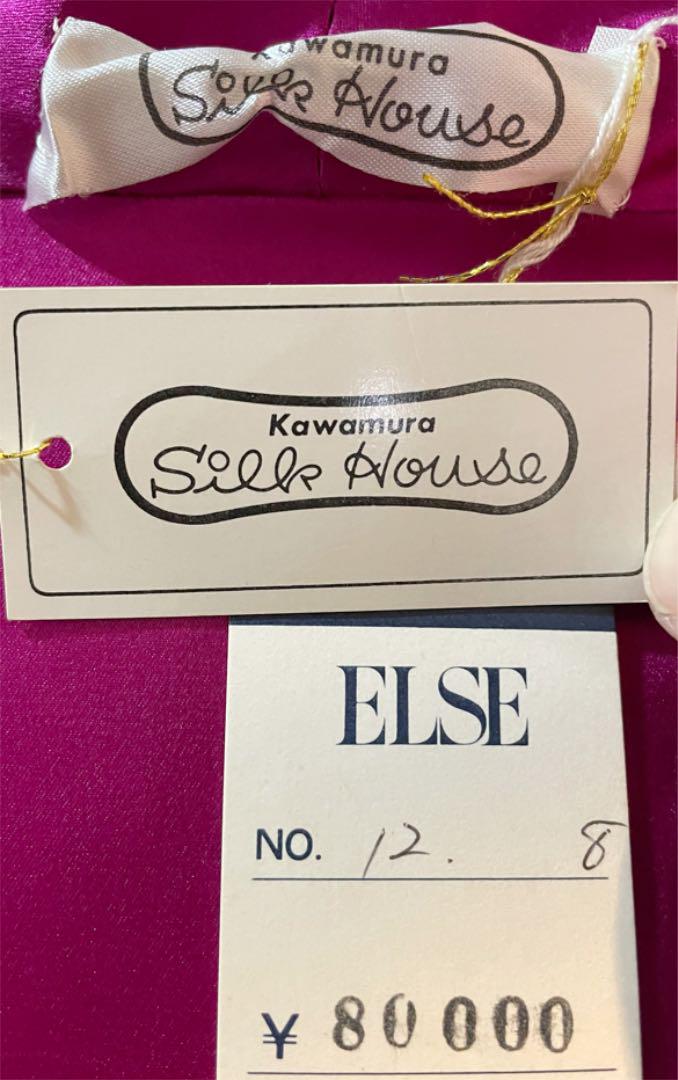 Kawamura
Silk House
Kawamura
Silk House
ELSE
NO. 12. 8
¥ 80000